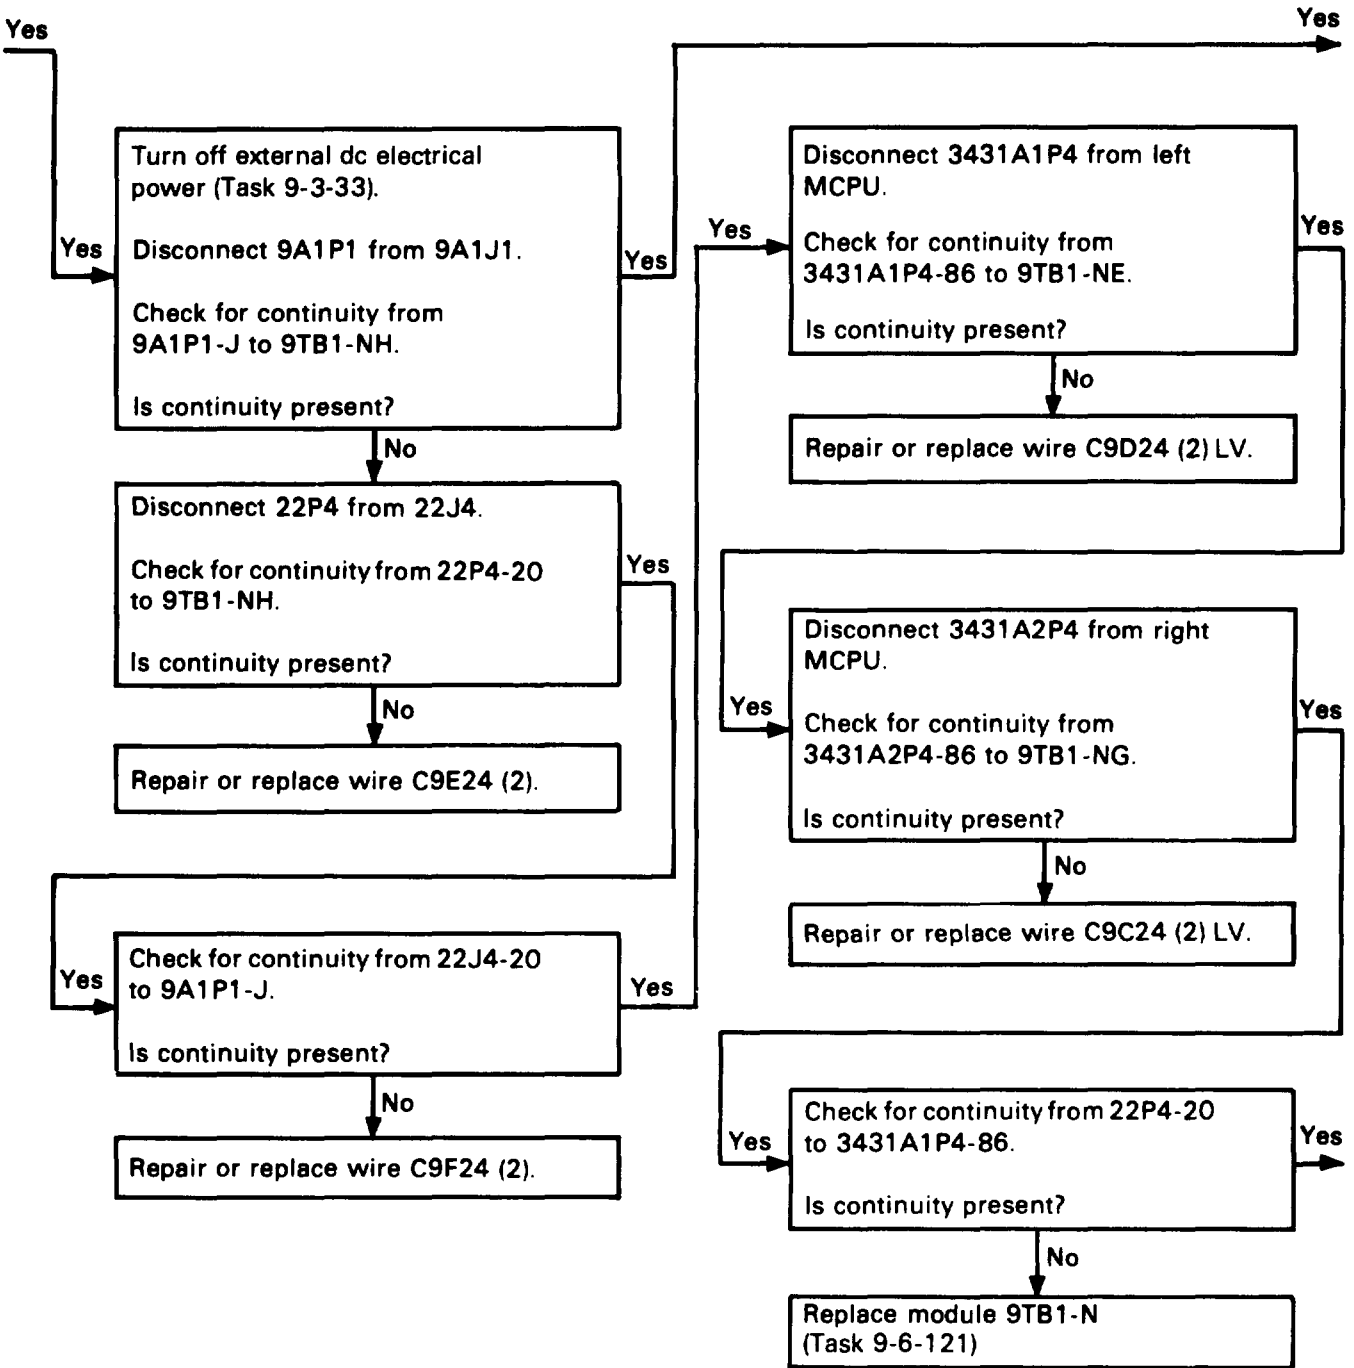 Yes
Turn off external dc electrical
power (Task 9-3-33).
Disconnect 9A1P1 from 9A1J1.
Check for continuity from
9A1P1-J to 9TB1-NH.
Is continuity present?
Yes
Yes
No
Disconnect 22P4 from 22J4.
Check for continuity from 22P4-20
to 9TB1-NH.
Is continuity present?
Yes
No
Repair or replace wire C9E24 (2).
Yes
Check for continuity from 22J4-20
to 9A1P1-J.
Is continuity present?
Yes
No
Repair or replace wire C9F24 (2).
Yes
Yes
Disconnect 3431A1P4 from left
MCPU.
Check for continuity from
3431A1P4-86 to 9TB1-NE.
Is continuity present?
Yes
No
Repair or replace wire C9D24 (2) LV.
Yes
Disconnect 3431A2P4 from right
MCPU.
Check for continuity from
3431A2P4-86 to 9TB1-NG.
Is continuity present?
Yes
No
Repair or replace wire C9C24 (2) LV.
Yes
Check for continuity from 22P4-20
to 3431A1P4-86.
Is continuity present?
Yes
No
Replace module 9TB1-N
(Task 9-6-121)